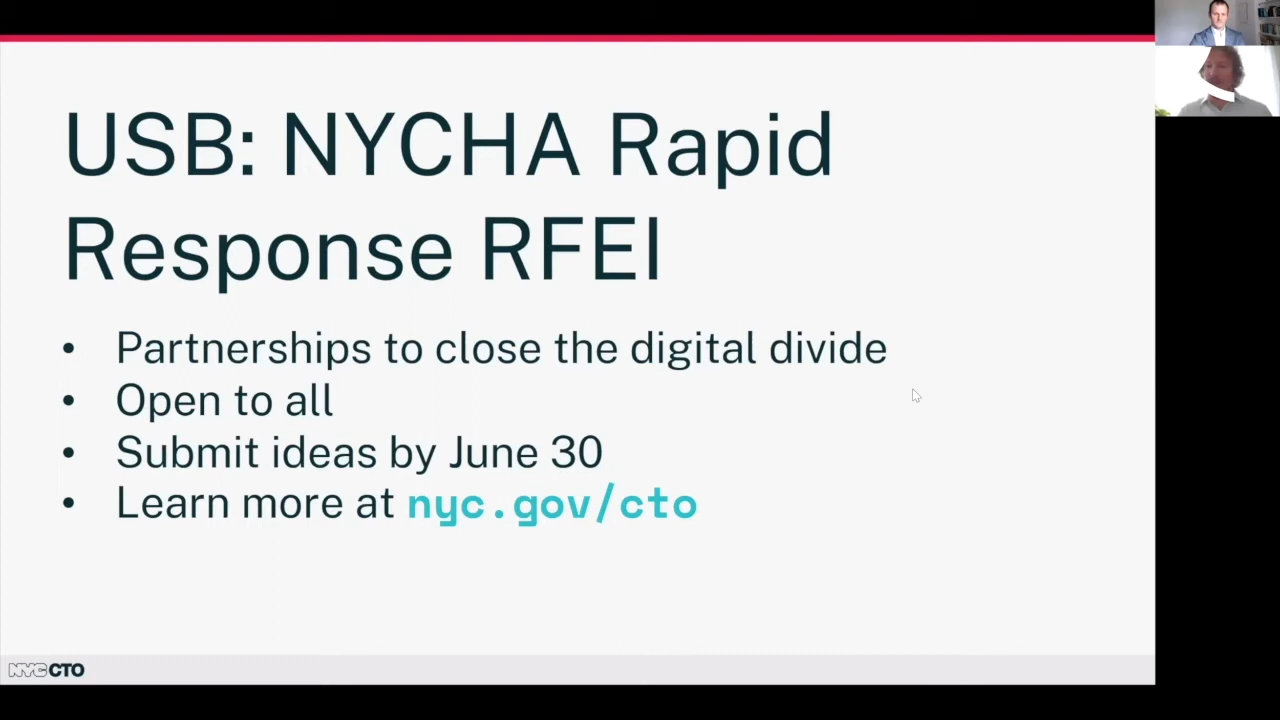 USB: NYCHA Rapid
Response RFEI
• Partnerships to close the digital divide
• Open to all
• Submit ideas by June 30
• Learn more at nyc.gov/cto
NYC CTO